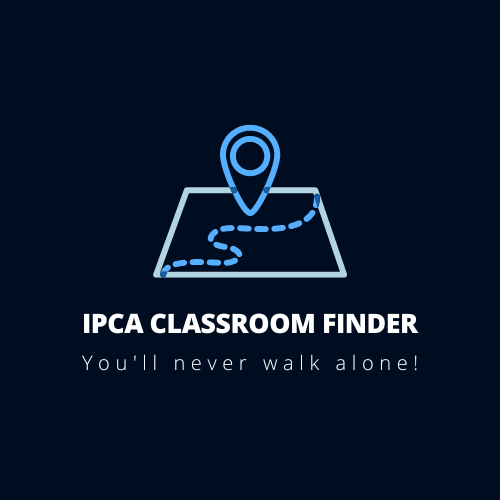 IPCA CLASSROOM FINDER
You'll never walk alone!